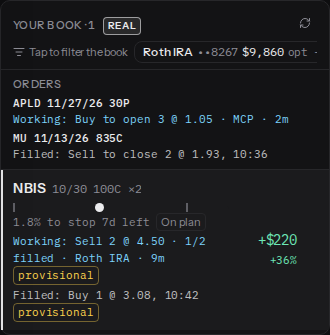 YOUR BOOK · 1 REAL
Tap to filter the book Roth IRA ••8267 $9,860 opt ·
ORDERS
APLD 11/27/26 30P
Working: Buy to open 3 @ 1.05 · MCP · 2m
MU 11/13/26 835C
Filled: Sell to close 2 @ 1.93, 10:36
NBIS 10/30 100C ×2
1.8% to stop 7d left On plan
Working: Sell 2 @ 4.50 · 1/2 +$220
filled · Roth IRA · 9m +36%
provisional
Filled: Buy 1 @ 3.08, 10:42
provisional